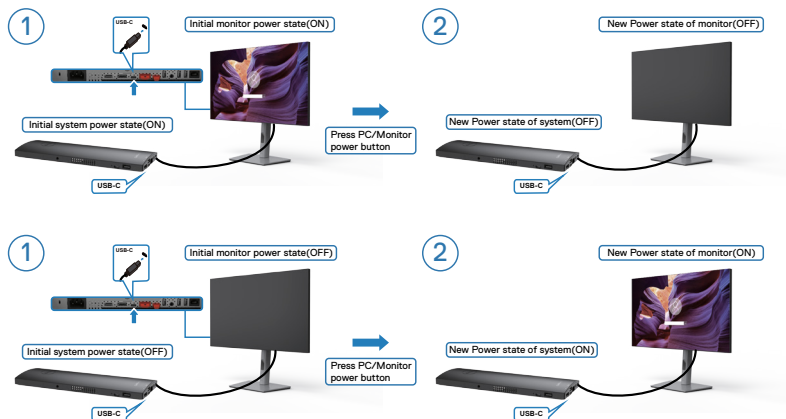 1
USB-C
Initial monitor power state(ON)
Initial system power state(ON)
USB-C
Press PC/Monitor
power button
2
New Power state of monitor(OFF)
New Power state of system(OFF)
USB-C
1
USB-C
Initial monitor power state(OFF)
Initial system power state(OFF)
USB-C
Press PC/Monitor
power button
2
New Power state of monitor(ON)
New Power state of system(ON)
USB-C